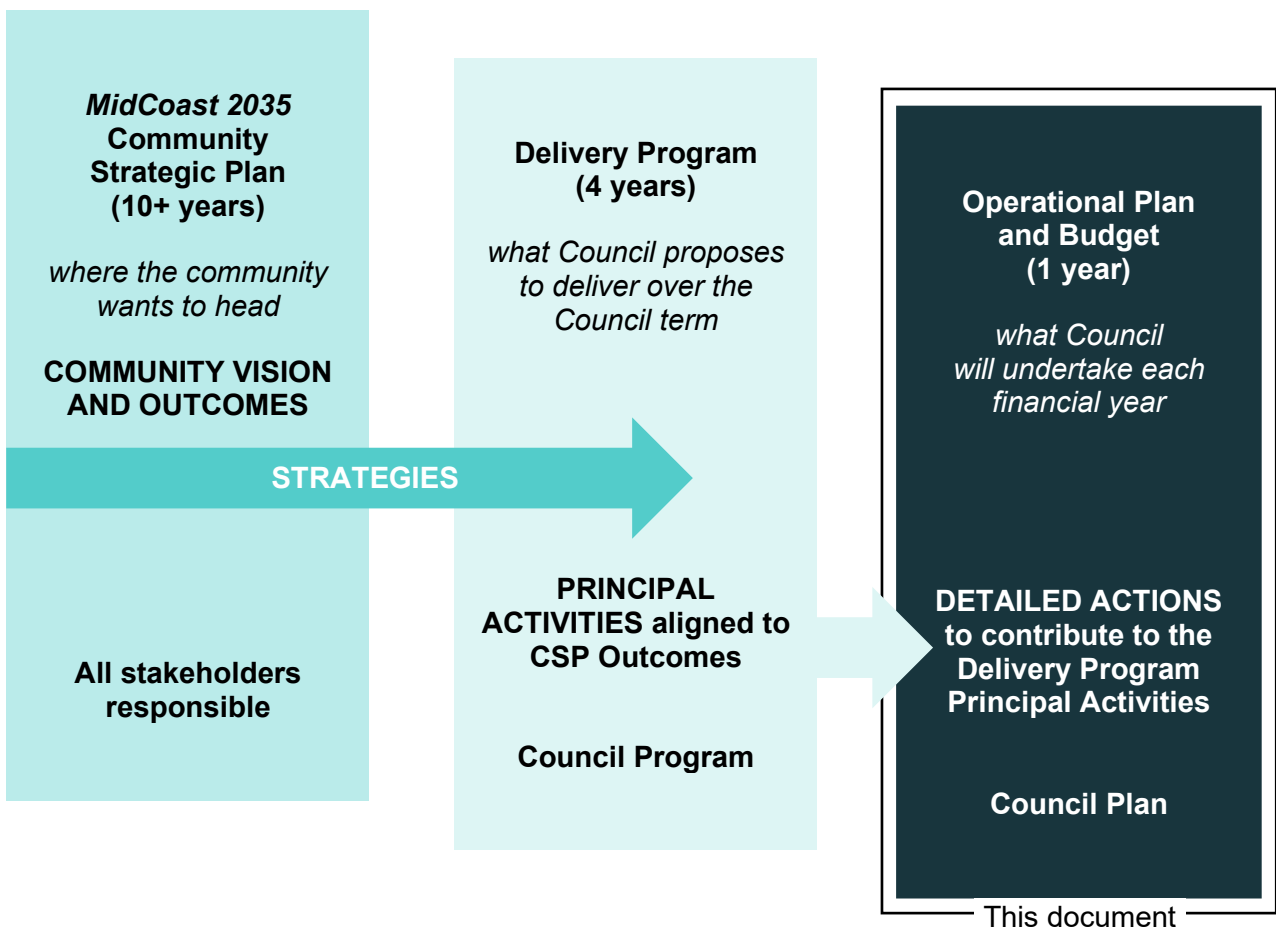 MidCoast 2035
Community
Strategic Plan
(10+ years)
where the community
wants to head
COMMUNITY VISION
AND OUTCOMES
STRATEGIES
All stakeholders
responsible
Delivery Program
(4 years)
what Council proposes
to deliver over the
Council term
PRINCIPAL
ACTIVITIES aligned to
CSP Outcomes
Council Program
Operational Plan
and Budget
(1 year)
what Council
will undertake each
financial year
DETAILED ACTIONS
to contribute to the
Delivery Program
Principal Activities
Council Plan
This document